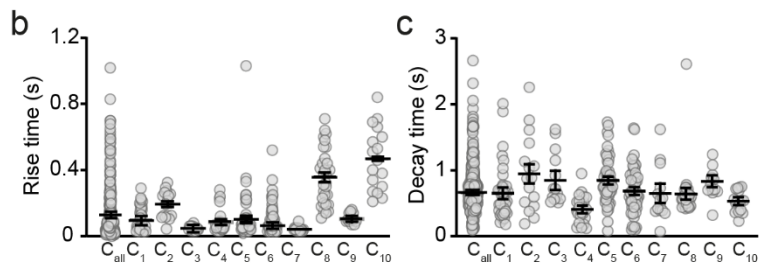 b
Rise time (s)
1.2
0.8
0.4
0
Call C1 C2 C3 C4 C5 C6 C7 C8 C9 C10
c
Decay time (s)
3
2
1
0
Call C1 C2 C3 C4 C5 C6 C7 C8 C9 C10